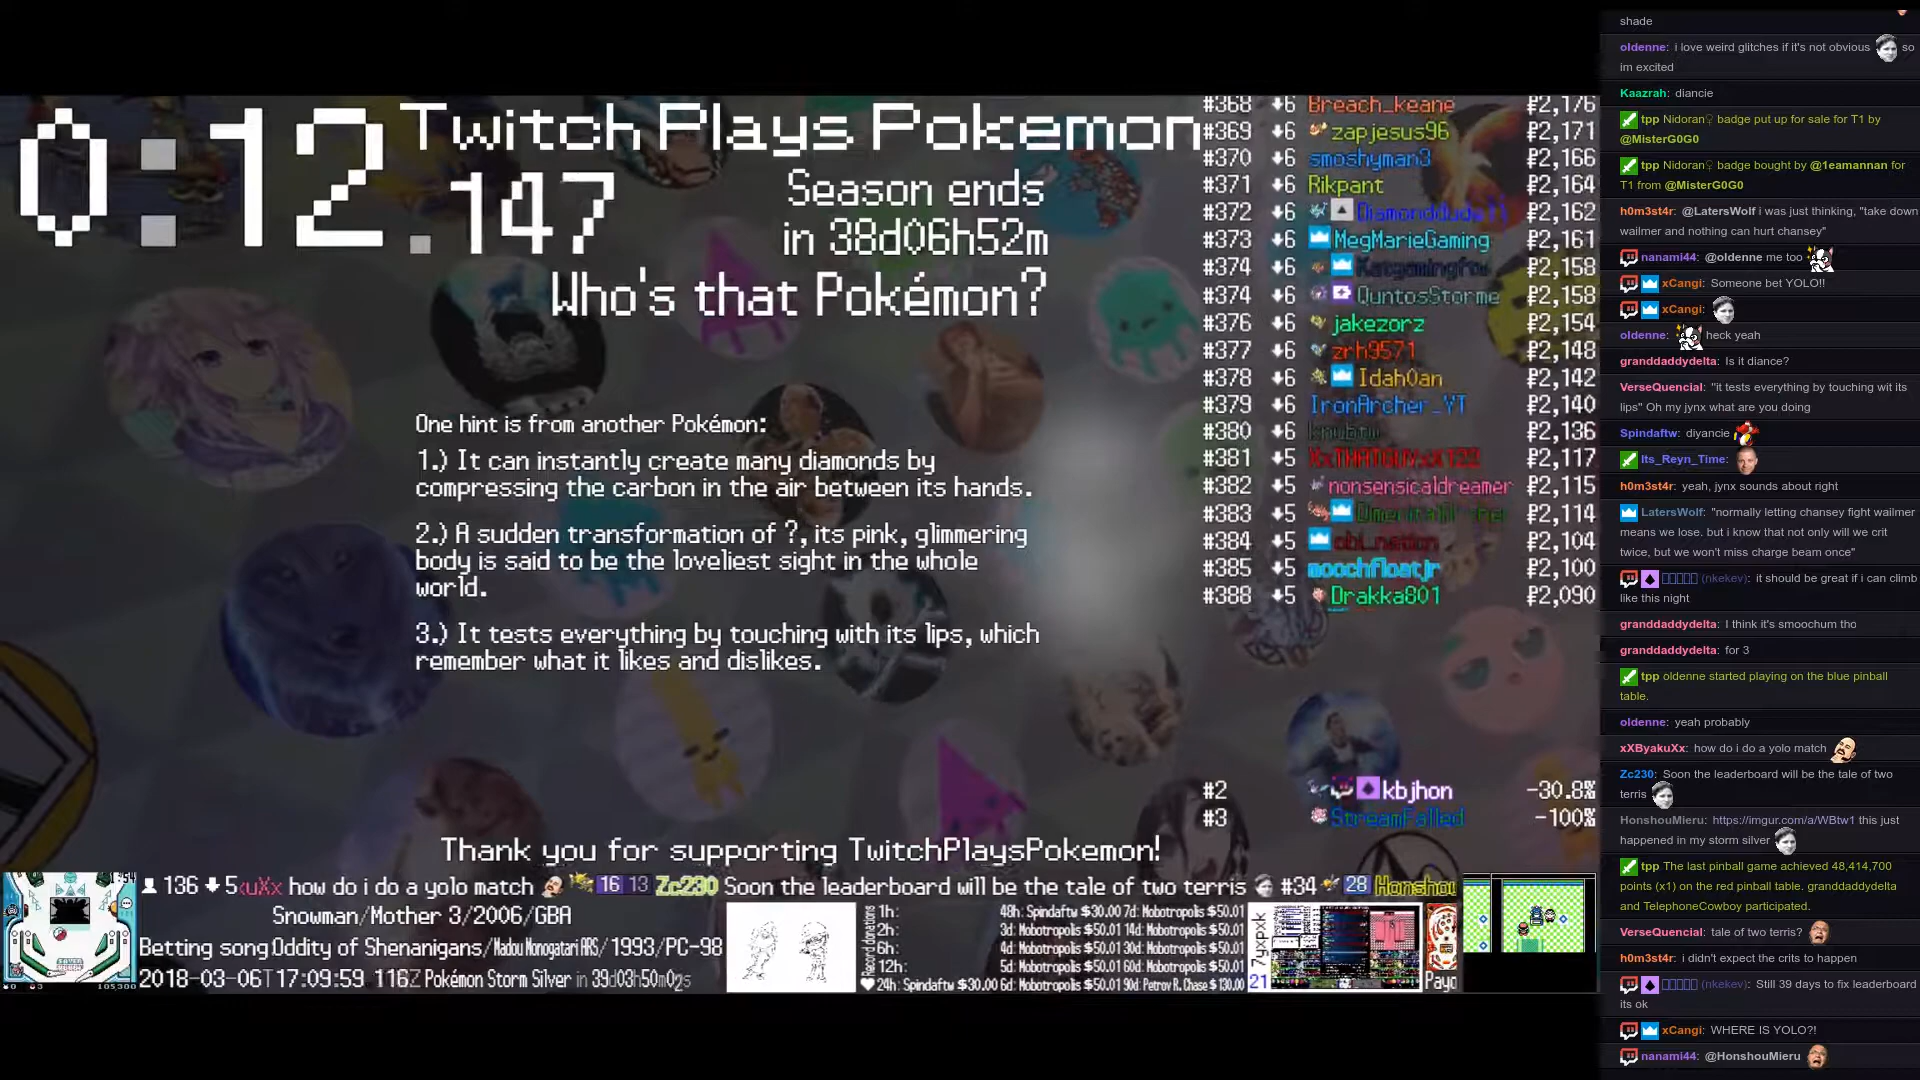 0:12.147
Twitch Plays Pokemon
Season ends
in 38d06h52m
Who's that Pokémon?
One hint is from another Pokémon:
1.) It can instantly create many diamonds by
compressing the carbon in the air between its hands.
2.) A sudden transformation of ?, its pink, glimmering
body is said to be the loveliest sight in the whole
world.
3.) It tests everything by touching with its lips, which
remember what it likes and dislikes.
#368 6 Breach_keane ₽2,176
#369 6 zapjesus96 ₽2,171
#370 6 smoshyman3 ₽2,166
#371 6 Rikpant ₽2,164
#372 6 ₽2,162
#373 6 MegMarieGaming ₽2,161
#374 6 ₽2,158
#374 6 QuntosStorme ₽2,158
#376 6 jakezorz ₽2,154
#377 6 zrh9571 ₽2,148
#378 6 Idah0an ₽2,142
#379 6 IronArcher_YT ₽2,140
#380 6 ₽2,136
#381 5 ₽2,117
#382 5 nonsensicaldreamer ₽2,115
#383 5 ₽2,114
#384 5 obi_nation ₽2,104
#385 5 moochfloatjr ₽2,100
#388 5 Drakka801 ₽2,090
#2 kbjhon -30.8%
#3 StreamFalled -100%
Thank you for supporting TwitchPlaysPokemon!
136 5 uXx how do i do a yolo match 16 13 Zc230 Soon the leaderboard will be the tale of two terris #34 28 Honshou
Snowman/Mother 3/2006/GBA
Betting song: Oddity of Shenanigans/Madou Monogatari ARS/1993/PC-98
2018-03-06T17:09:59.116Z Pokémon Storm Silver in 39d03h50m02s
Record donations
1h: 48h: Spindaftw $30.00 7d: Mobotropolis $50.01
2h: 3d: Mobotropolis $50.01 14d: Mobotropolis $50.01
6h: 4d: Mobotropolis $50.01 30d: Mobotropolis $50.01
12h: 5d: Mobotropolis $50.01 60d: Mobotropolis $50.01
24h: Spindaftw $30.00 6d: Mobotropolis $50.01 90d: Petrov R. Chase $130.00
7yxpxk
21
105,300
shade
oldenne: i love weird glitches if it's not obvious so
im excited
Kaazrah: diancie
tpp Nidoran♀ badge put up for sale for T1 by
@MisterG0G0
tpp Nidoran♀ badge bought by @1eamannan for
T1 from @MisterG0G0
h0m3st4r: @LatersWolf i was just thinking, "take down
wailmer and nothing can hurt chansey"
nanami44: @oldenne me too
xCangi: Someone bet YOLO!!
xCangi:
oldenne: heck yeah
granddaddydelta: Is it diance?
VerseQuencial: "it tests everything by touching wit its
lips" Oh my jynx what are you doing
Spindaftw: diyancie
Its_Reyn_Time:
h0m3st4r: yeah, jynx sounds about right
LatersWolf: "normally letting chansey fight wailmer
means we lose. but i know that not only will we crit
twice, but we won't miss charge beam once"
(nkekev): it should be great if i can climb
like this night
granddaddydelta: I think it's smoochum tho
granddaddydelta: for 3
tpp oldenne started playing on the blue pinball
table.
oldenne: yeah probably
xXByakuXx: how do i do a yolo match
Zc230: Soon the leaderboard will be the tale of two
terris
HonshouMieru: https://imgur.com/a/WBtw1 this just
happened in my storm silver
tpp The last pinball game achieved 48,414,700
points (x1) on the red pinball table. granddaddydelta
and TelephoneCowboy participated.
VerseQuencial: tale of two terris?
h0m3st4r: i didn't expect the crits to happen
(nkekev): Still 39 days to fix leaderboard
its ok
xCangi: WHERE IS YOLO?!
nanami44: @HonshouMieru